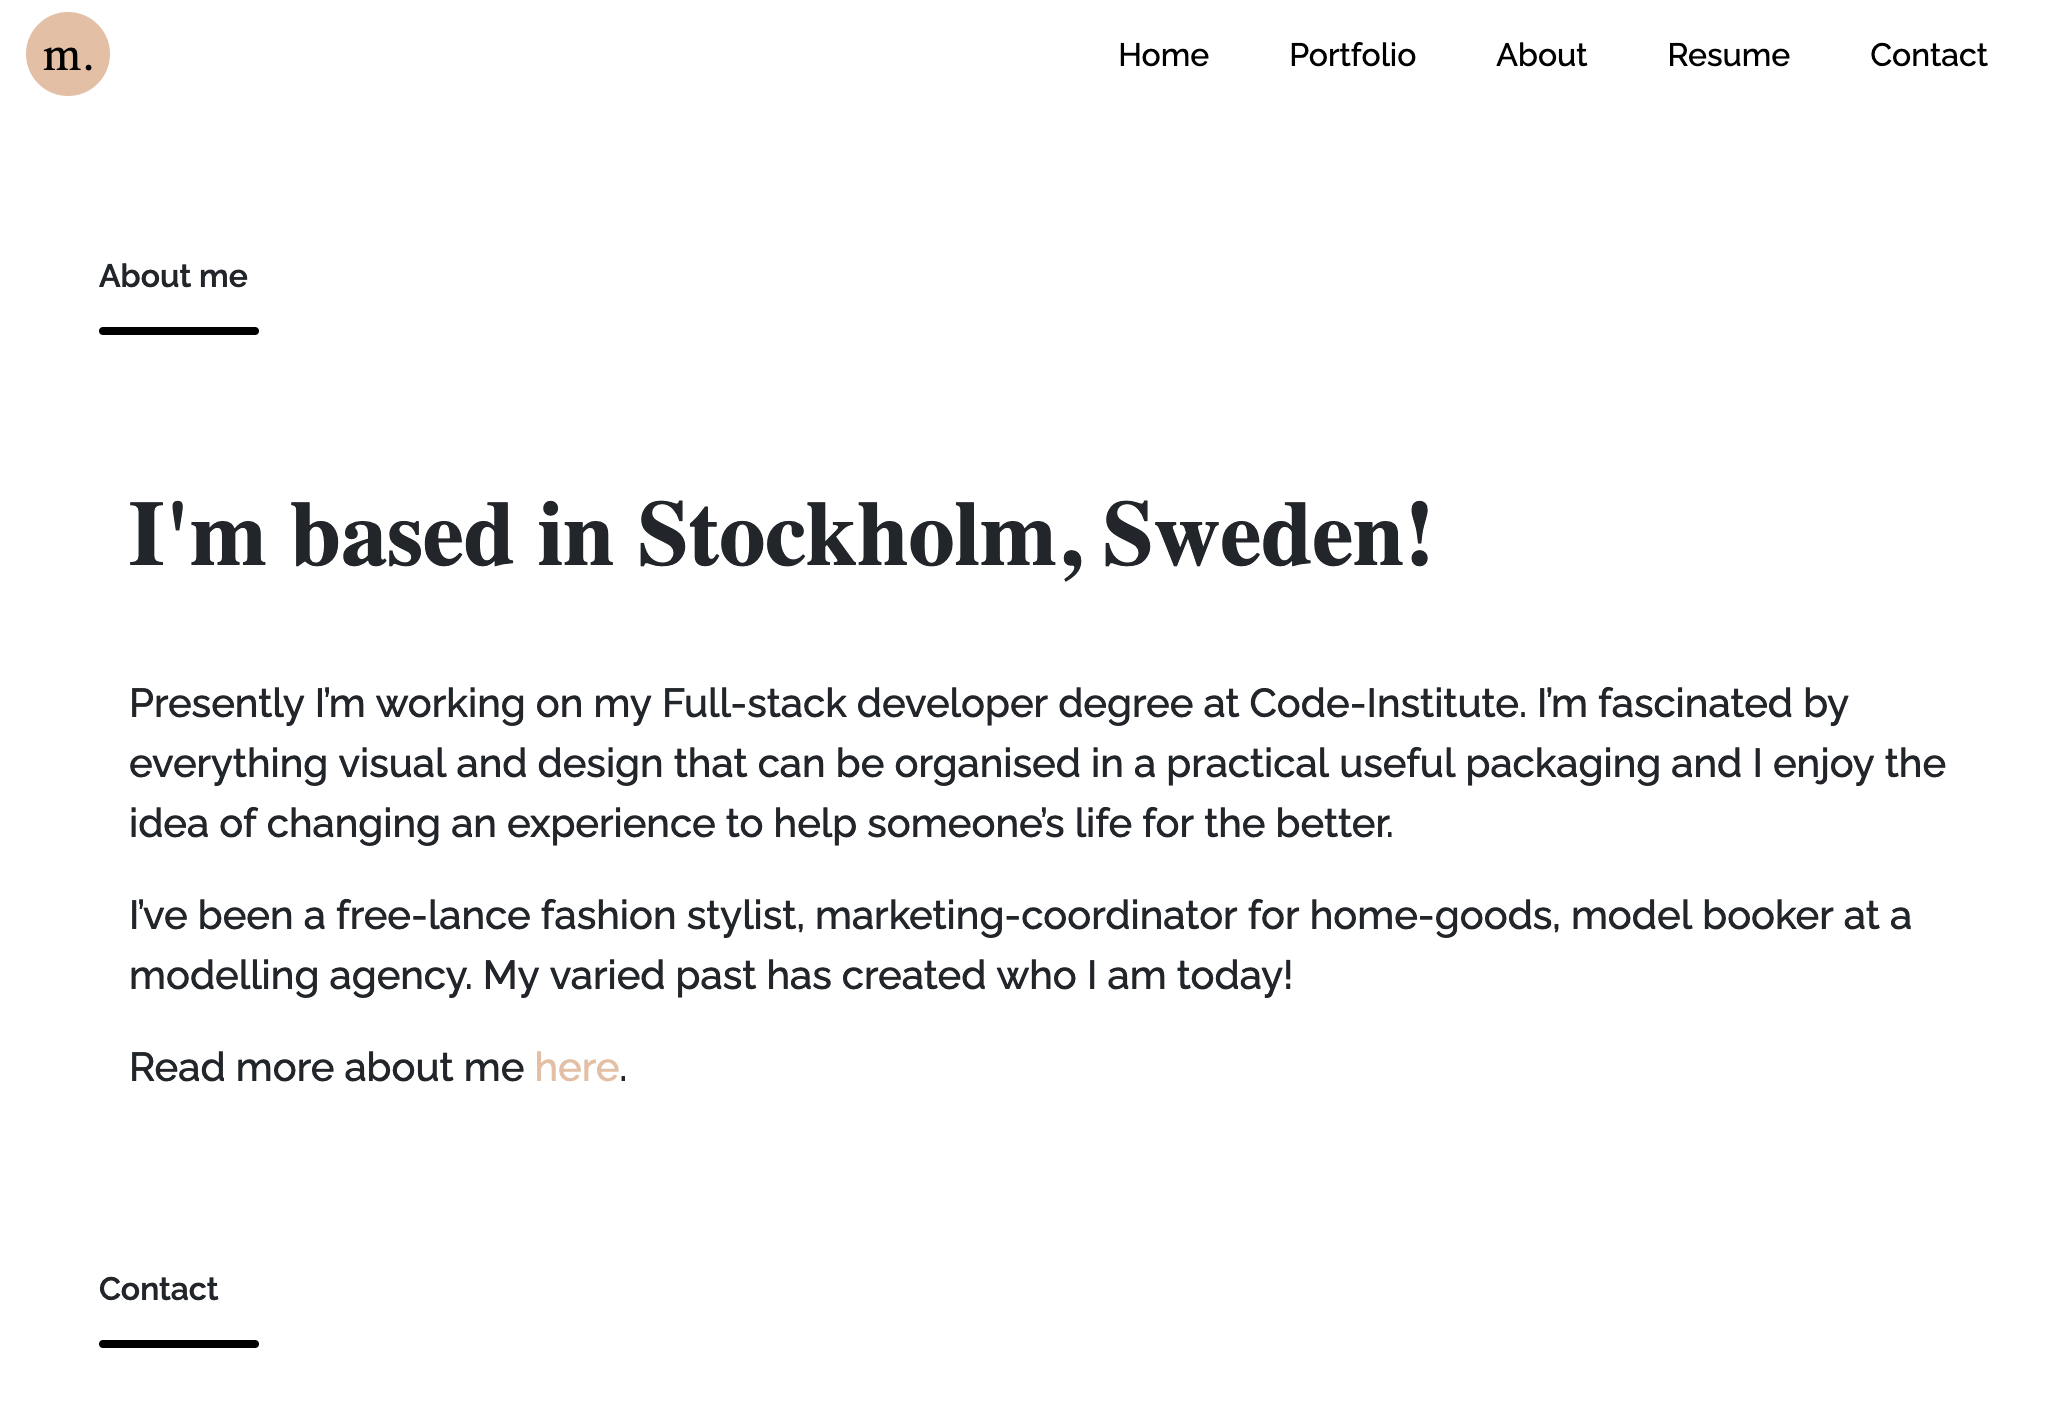 m.
Home
Portfolio
About
Resume
Contact
About me
I'm based in Stockholm, Sweden!
Presently I’m working on my Full-stack developer degree at Code-Institute. I’m fascinated by
everything visual and design that can be organised in a practical useful packaging and I enjoy the
idea of changing an experience to help someone’s life for the better.
I’ve been a free-lance fashion stylist, marketing-coordinator for home-goods, model booker at a
modelling agency. My varied past has created who I am today!
Read more about me here.
Contact